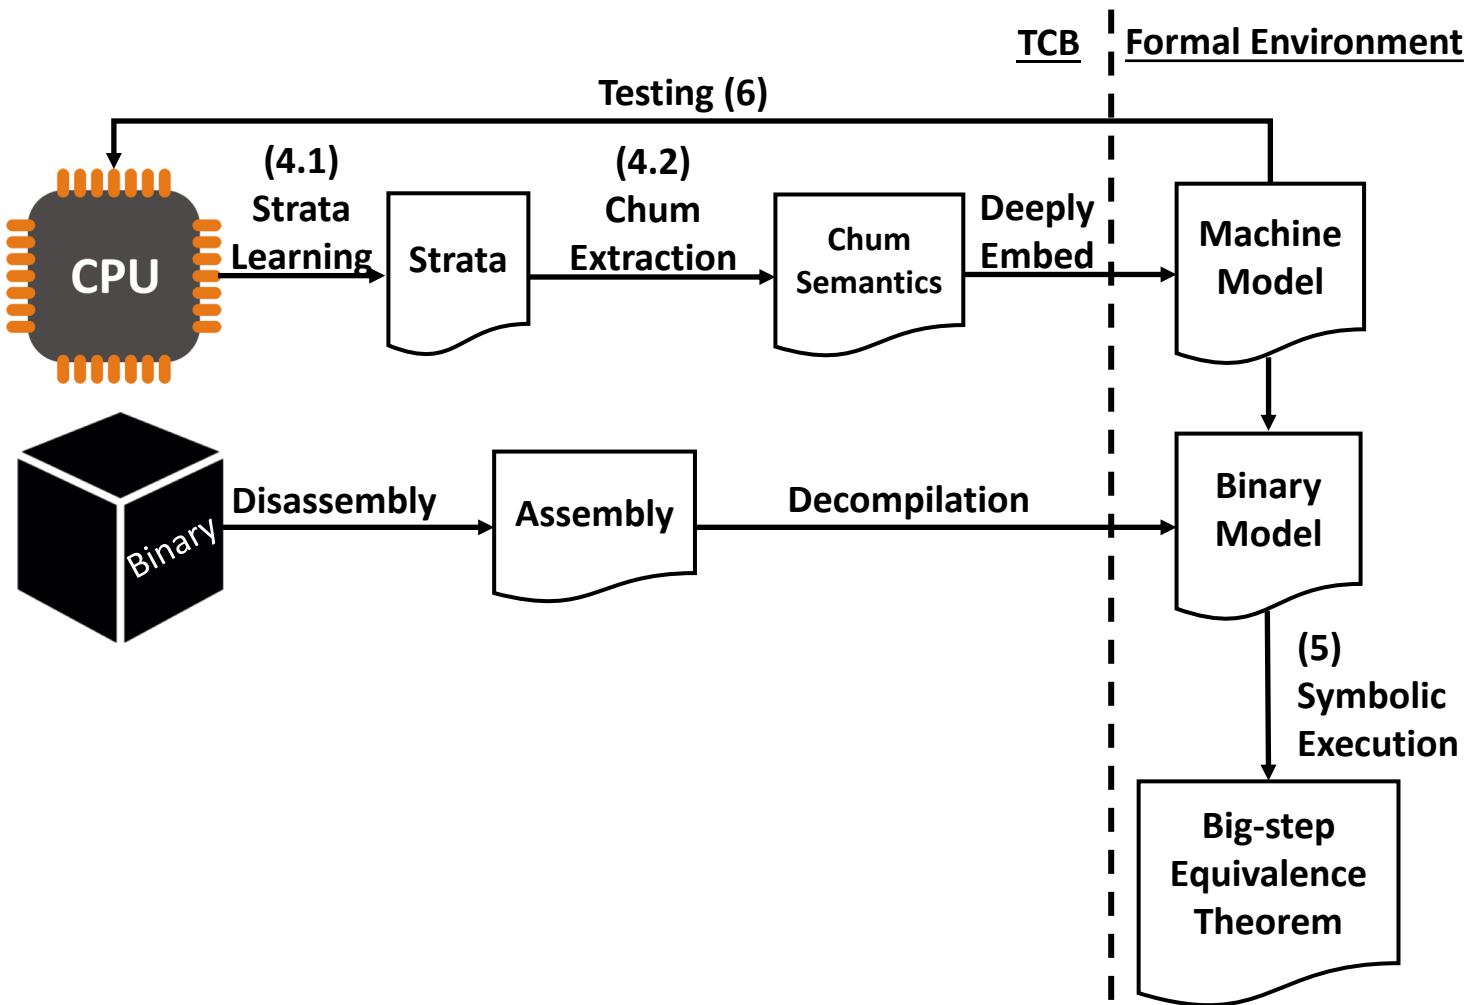 TCB
Formal Environment
Testing (6)
(4.1)
Strata
Learning
(4.2)
Chum
Extraction
Deeply
Embed
CPU
Strata
Chum
Semantics
Machine
Model
Binary
Disassembly
Assembly
Decompilation
Binary
Model
(5)
Symbolic
Execution
Big-step
Equivalence
Theorem